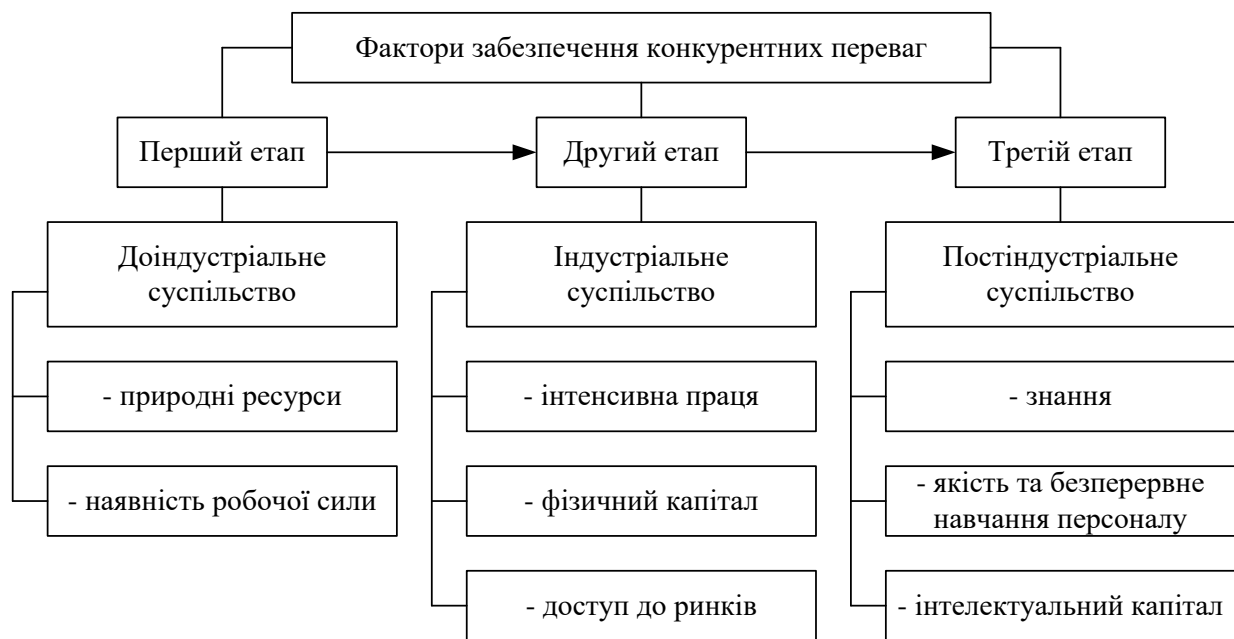 Фактори забезпечення конкурентних переваг
Перший етап
Другий етап
Третій етап
Доіндустріальне
суспільство
Індустріальне
суспільство
Постіндустріальне
суспільство
- природні ресурси
- інтенсивна праця
- знання
- наявність робочої сили
- фізичний капітал
- якість та безперервне
навчання персоналу
- доступ до ринків
- інтелектуальний капітал